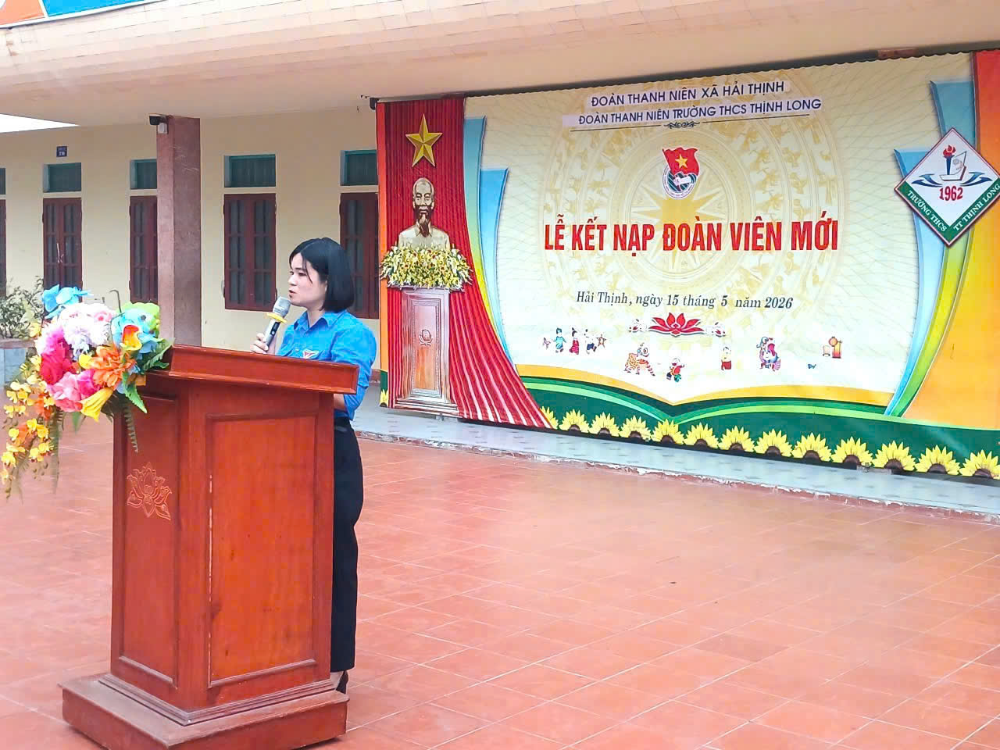 ĐOÀN THANH NIÊN XÃ HẢI THỊNH
ĐOÀN THANH NIÊN TRƯỜNG THCS THỊNH LONG
LỄ KẾT NẠP ĐOÀN VIÊN MỚI
Hải Thịnh, ngày 15 tháng 5 năm 2026
1962
TRƯỜNG THCS
TT THỊNH LONG